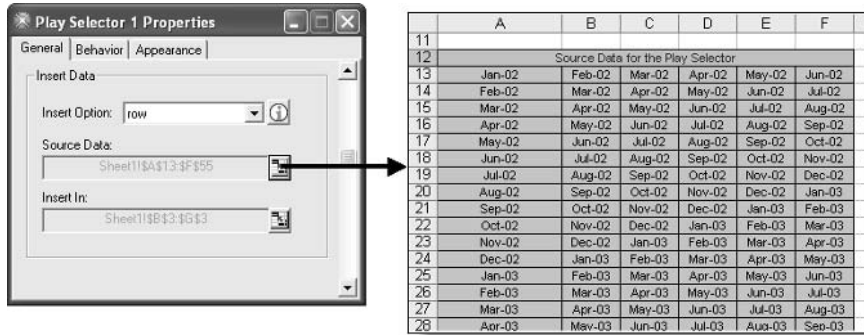 Play Selector 1 Properties
General Behavior Appearance
Insert Data
Insert Option: row
Source Data:
Sheet1!$A$13:$F$55
Insert In:
Sheet1!$B$3:$G$3
A B C D E F
11
12 Source Data for the Play Selector
13 Jan-02 Feb-02 Mar-02 Apr-02 May-02 Jun-02
14 Feb-02 Mar-02 Apr-02 May-02 Jun-02 Jul-02
15 Mar-02 Apr-02 May-02 Jun-02 Jul-02 Aug-02
16 Apr-02 May-02 Jun-02 Jul-02 Aug-02 Sep-02
17 May-02 Jun-02 Jul-02 Aug-02 Sep-02 Oct-02
18 Jun-02 Jul-02 Aug-02 Sep-02 Oct-02 Nov-02
19 Jul-02 Aug-02 Sep-02 Oct-02 Nov-02 Dec-02
20 Aug-02 Sep-02 Oct-02 Nov-02 Dec-02 Jan-03
21 Sep-02 Oct-02 Nov-02 Dec-02 Jan-03 Feb-03
22 Oct-02 Nov-02 Dec-02 Jan-03 Feb-03 Mar-03
23 Nov-02 Dec-02 Jan-03 Feb-03 Mar-03 Apr-03
24 Dec-02 Jan-03 Feb-03 Mar-03 Apr-03 May-03
25 Jan-03 Feb-03 Mar-03 Apr-03 May-03 Jun-03
26 Feb-03 Mar-03 Apr-03 May-03 Jun-03 Jul-03
27 Mar-03 Apr-03 May-03 Jun-03 Jul-03 Aug-03
28 Apr-03 May-03 Jun-03 Jul-03 Aug-03 Sep-03